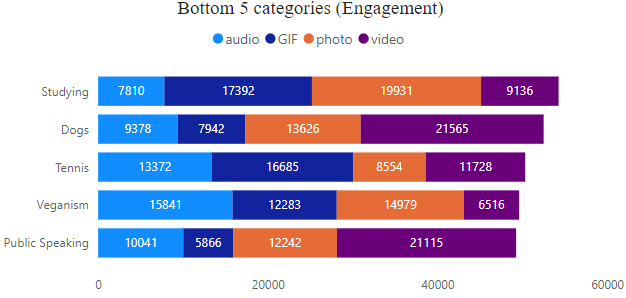 Bottom 5 categories (Engagement)
audio GIF photo video
Studying 7810 17392 19931 9136
Dogs 9378 7942 13626 21565
Tennis 13372 16685 8554 11728
Veganism 15841 12283 14979 6516
Public Speaking 10041 5866 12242 21115
0 20000 40000 60000